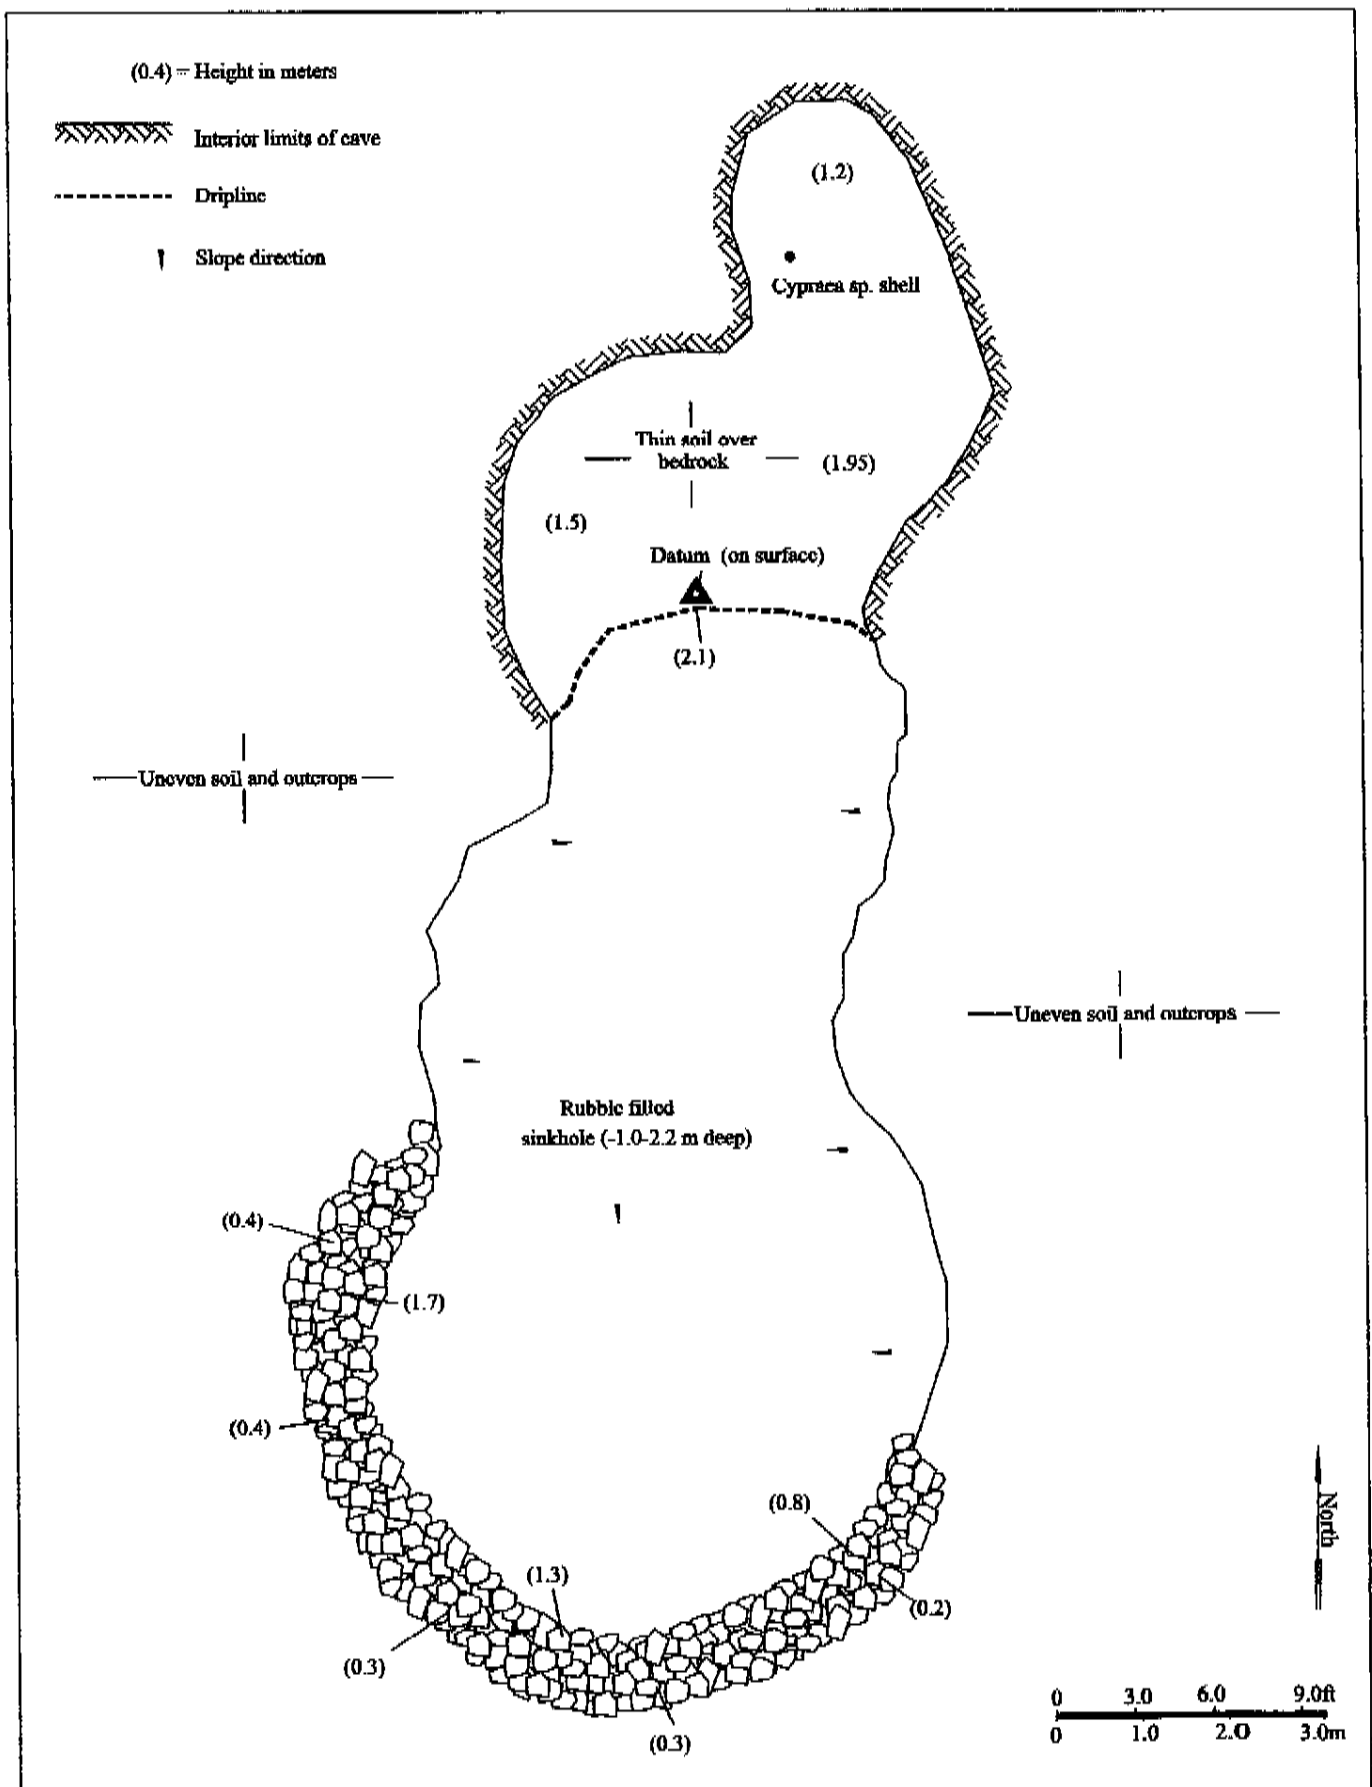 (0.4) = Height in meters
Interior limits of cave
Dripline
Slope direction
(1.2)
Cypraea sp. shell
Thin soil over
bedrock
(1.95)
(1.5)
Datum (on surface)
(2.1)
Uneven soil and outcrops
Uneven soil and outcrops
Rubble filled
sinkhole (-1.0-2.2 m deep)
(0.4)
(1.7)
(0.4)
(0.8)
North
(1.3)
(0.2)
(0.3)
(0.3)
0 3.0 6.0 9.0ft
0 1.0 2.0 3.0m